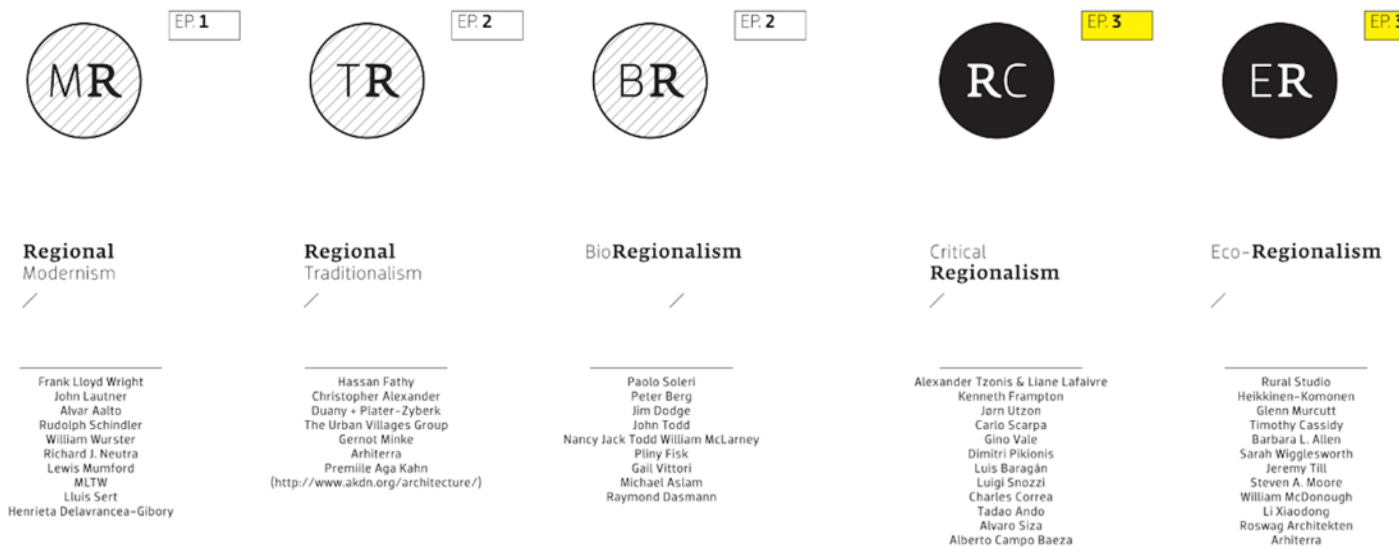 EP. 1
MR
Regional
Modernism
/
Frank Lloyd Wright
John Lautner
Alvar Aalto
Rudolph Schindler
William Wurster
Richard J. Neutra
Lewis Mumford
MLTW
Lluis Sert
Henrieta Delavrancea-Gibory
EP. 2
TR
Regional
Traditionalism
/
Hassan Fathy
Christopher Alexander
Duany + Plater-Zyberk
The Urban Villages Group
Gernot Minke
Arhiterra
Premiile Aga Kahn
(http://www.akdn.org/architecture/)
EP. 2
BR
BioRegionalism
/
Paolo Soleri
Peter Berg
Jim Dodge
John Todd
Nancy Jack Todd William McLarney
Pliny Fisk
Gail Vittori
Michael Aslam
Raymond Dasmann
EP. 3
RC
Critical
Regionalism
/
Alexander Tzonis & Liane Lafaivre
Kenneth Frampton
Jørn Utzon
Carlo Scarpa
Gino Vale
Dimitri Pikionis
Luis Baragán
Luigi Snozzi
Charles Correa
Tadao Ando
Alvaro Siza
Alberto Campo Baeza
EP. 3
ER
Eco-Regionalism
/
Rural Studio
Heikkinen-Komonen
Glenn Murcutt
Timothy Cassidy
Barbara L. Allen
Sarah Wigglesworth
Jeremy Till
Steven A. Moore
William McDonough
Li Xiaodong
Roswag Architekten
Arhiterra